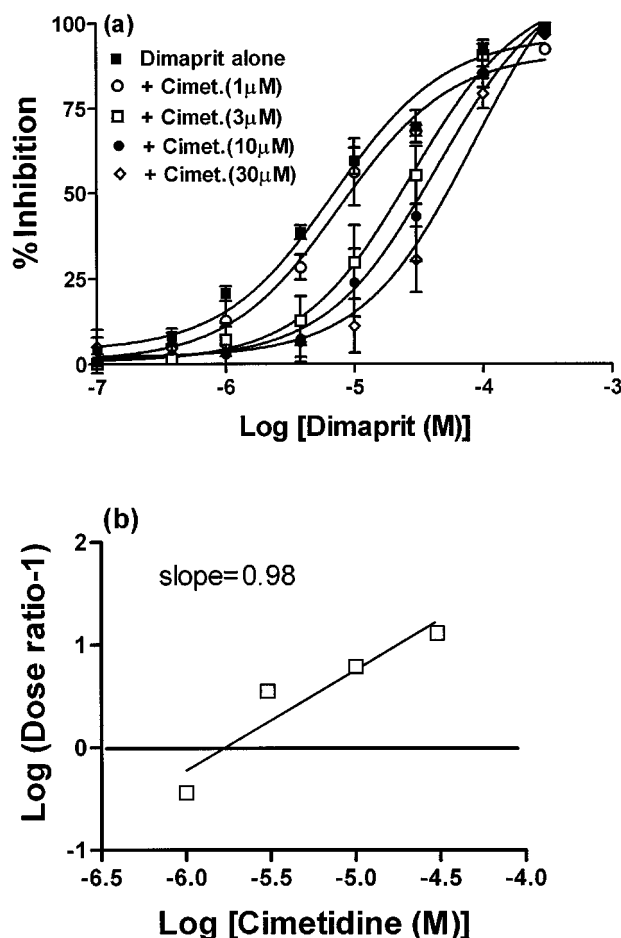 (a)
100
75
50
25
0
% Inhibition
Dimaprit alone
+ Cimet.(1μM)
+ Cimet.(3μM)
+ Cimet.(10μM)
+ Cimet.(30μM)
-7 -6 -5 -4 -3
Log [Dimaprit (M)]
(b)
2
1
0
-1
Log (Dose ratio-1)
slope=0.98
-6.5 -6.0 -5.5 -5.0 -4.5 -4.0
Log [Cimetidine (M)]